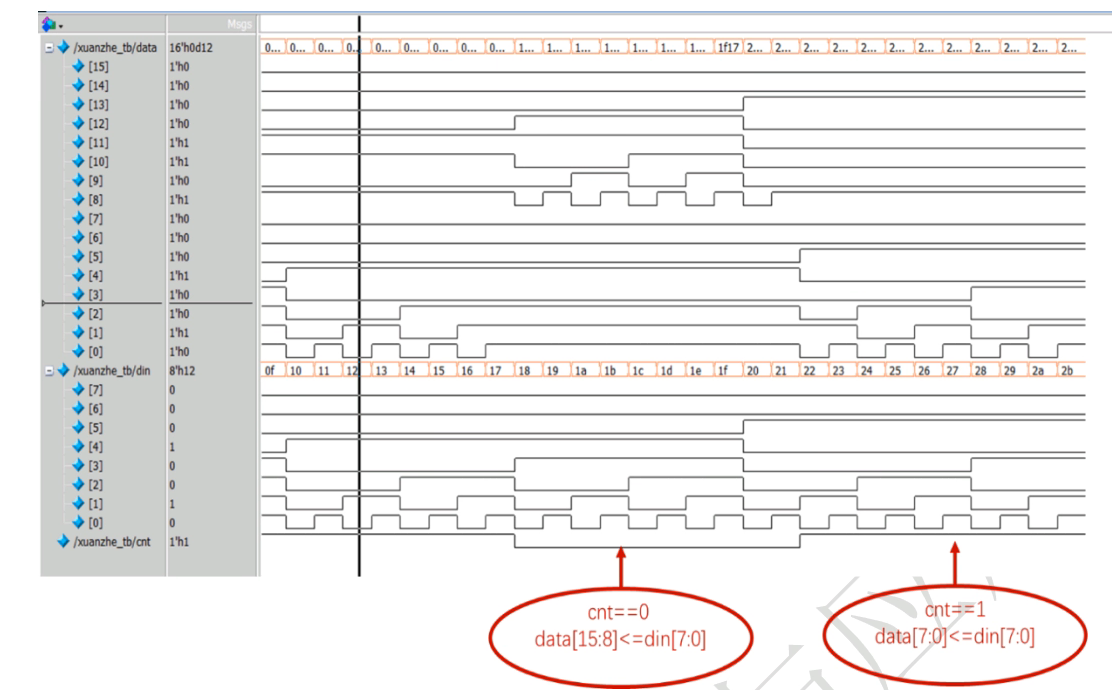 Msgs
/xuanzhe_tb/data 16'h0d12 0... 0... 0... 0.. 0... 0... 0... 0... 0... 1... 1... 1... 1... 1... 1... 1... 1f17 2... 2... 2... 2... 2... 2... 2... 2... 2... 2... 2... 2...
[15] 1'h0
[14] 1'h0
[13] 1'h0
[12] 1'h0
[11] 1'h1
[10] 1'h1
[9] 1'h0
[8] 1'h1
[7] 1'h0
[6] 1'h0
[5] 1'h0
[4] 1'h1
[3] 1'h0
[2] 1'h0
[1] 1'h1
[0] 1'h0
/xuanzhe_tb/din 8'h12 0f 10 11 12 13 14 15 16 17 18 19 1a 1b 1c 1d 1e 1f 20 21 22 23 24 25 26 27 28 29 2a 2b
[7] 0
[6] 0
[5] 0
[4] 1
[3] 0
[2] 0
[1] 1
[0] 0
/xuanzhe_tb/cnt 1'h1
cnt==0
data[15:8]<=din[7:0]
cnt==1
data[7:0]<=din[7:0]